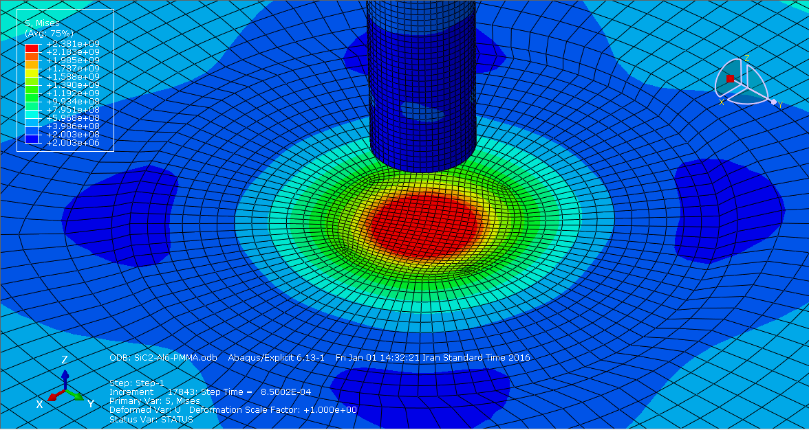 S, Mises
(Avg: 75%)
+2.381e+09
+2.183e+09
+1.985e+09
+1.787e+09
+1.588e+09
+1.390e+09
+1.192e+09
+9.934e+08
+7.951e+08
+5.968e+08
+3.986e+08
+2.003e+08
+2.003e+06
Z
X
Y
ODB: SiC2-Al6-PMMA.odb Abaqus/Explicit 6.13-1 Fri Jan 01 14:32:21 Iran Standard Time 2016
Z
X
Y
Step: Step-1
Increment 17843: Step Time = 8.5002E-04
Primary Var: S, Mises
Deformed Var: U Deformation Scale Factor: +1.000e+00
Status Var: STATUS